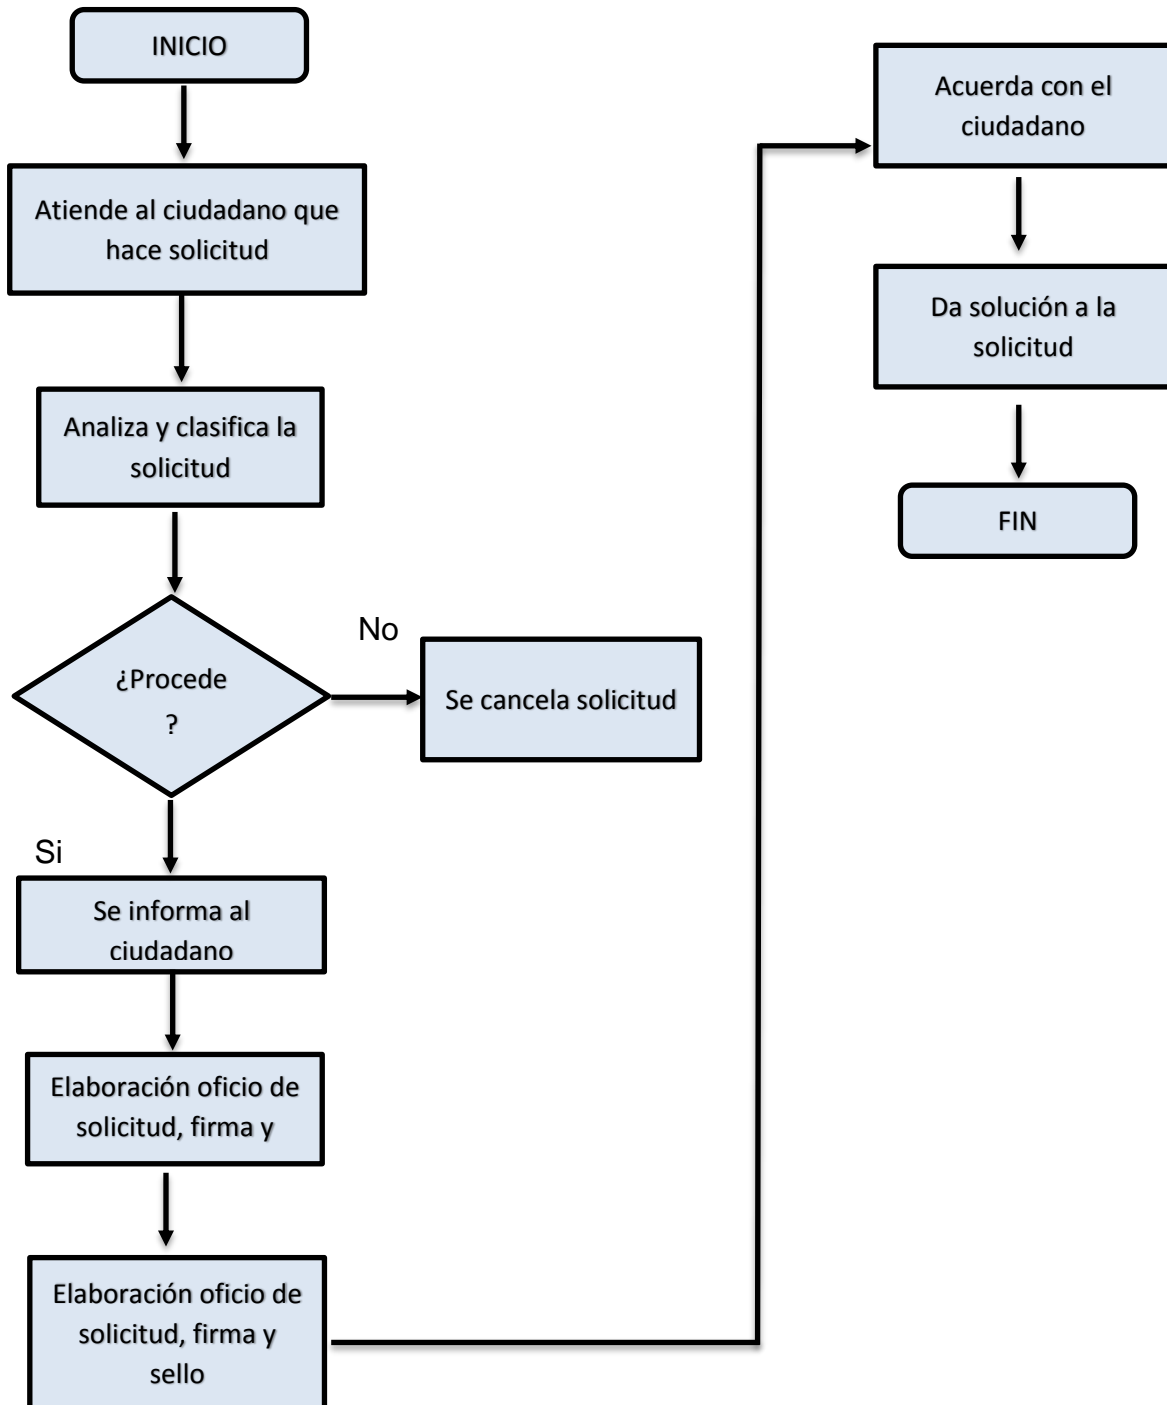 INICIO
Atiende al ciudadano que
hace solicitud
Analiza y clasifica la
solicitud
¿Procede
?
No
Se cancela solicitud
Si
Se informa al
ciudadano
Elaboración oficio de
solicitud, firma y
Elaboración oficio de
solicitud, firma y
sello
Acuerda con el
ciudadano
Da solución a la
solicitud
FIN